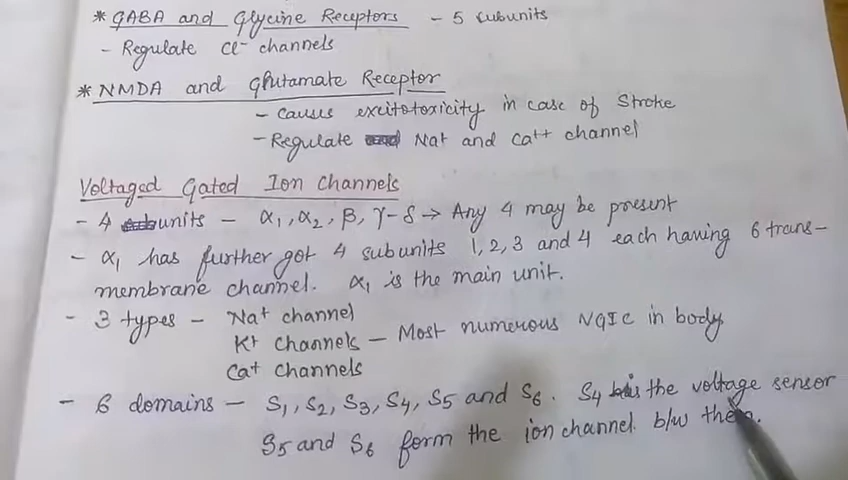 * GABA and Glycine Receptors - 5 subunits
- Regulate Cl⁻ channels
* NMDA and Glutamate Receptor
- Causes excitotoxicity in case of Stroke
- Regulate Na+ and Ca++ channel
Voltaged Gated Ion Channels
- 4 units - α1, α2, β, γ-δ → Any 4 may be present
- α1 has further got 4 subunits 1, 2, 3 and 4 each having 6 trans-
membrane channel. α1 is the main unit.
- 3 types - Na+ channel
K+ channels - Most numerous VGIC in body
Ca+ channels
- 6 domains - S1, S2, S3, S4, S5 and S6. S4 is the voltage sensor
S5 and S6 form the ion channel b/w them.